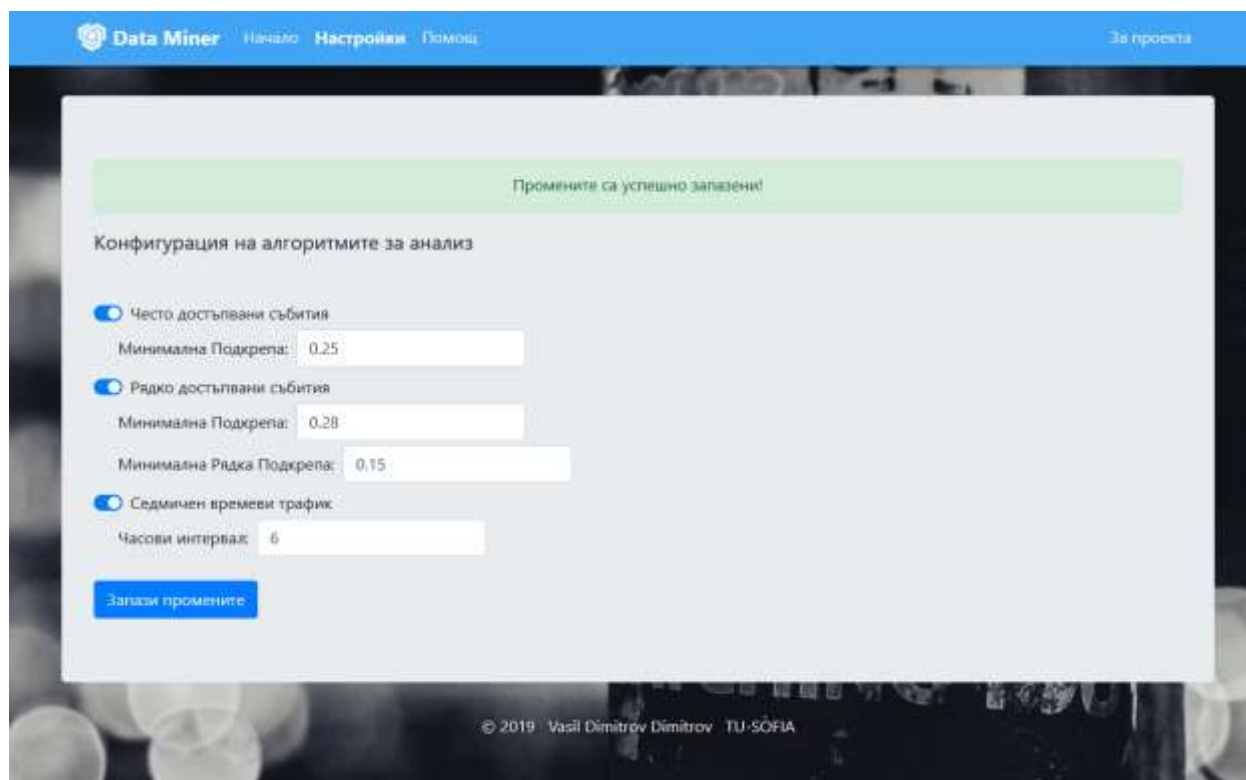 Data Miner Начало Настройки Помощ За проекта
Промените са успешно запазени!
Конфигурация на алгоритмите за анализ
Често достъпвани събития
Минимална Подкрепа: 0.25
Рядко достъпвани събития
Минимална Подкрепа: 0.28
Минимална Рядка Подкрепа: 0.15
Седмичен времеви трафик
Часови интервал: 6
Запази промените
© 2019 Vasil Dimitrov Dimitrov TU-SOFIA